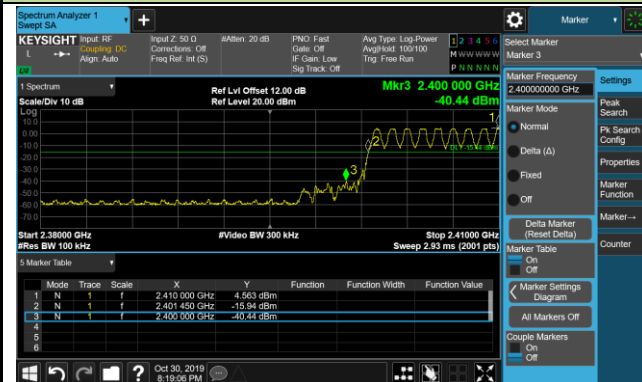 Spectrum Analyzer 1
Swept SA
+
Marker
KEYSIGHT
L
Input: RF
Coupling: DC
Align: Auto
Input Z: 50 Ω
Corrections: Off
Freq Ref: Int (S)
#Atten: 20 dB
PNO: Fast
Gate: Off
IF Gain: Low
Sig Track: Off
Avg Type: Log-Power
Avg|Hold: 100/100
Trig: Free Run
1 2 3 4 5 6
M W W W W W
P N N N N N
Select Marker
Marker 3
1 Spectrum
Scale/Div 10 dB
Log
Ref Lvl Offset 12.00 dB
Ref Level 20.00 dBm
Mkr3 2.400 000 GHz
-40.44 dBm
10.0
0.00
-10.0
-20.0
-30.0
-40.0
-50.0
-60.0
-70.0
1
2
3
Start 2.38000 GHz
#Res BW 100 kHz
#Video BW 300 kHz
Stop 2.41000 GHz
Sweep 2.93 ms (2001 pts)
5 Marker Table
Mode Trace Scale X Y Function Function Width Function Value
1 N 1 f 2.410 000 GHz 4.563 dBm
2 N 1 f 2.401 450 GHz -15.94 dBm
3 N 1 f 2.400 000 GHz -40.44 dBm
4
5
6
Marker Frequency
2.400000000 GHz
Marker Mode
Normal
Delta (Δ)
Fixed
Off
Delta Marker
(Reset Delta)
Marker Table
On
Off
Marker Settings
Diagram
All Markers Off
Couple Markers
On
Off
Settings
Peak
Search
Pk Search
Config
Properties
Marker
Function
Marker→
Counter
?
Oct 30, 2019
8:19:06 PM